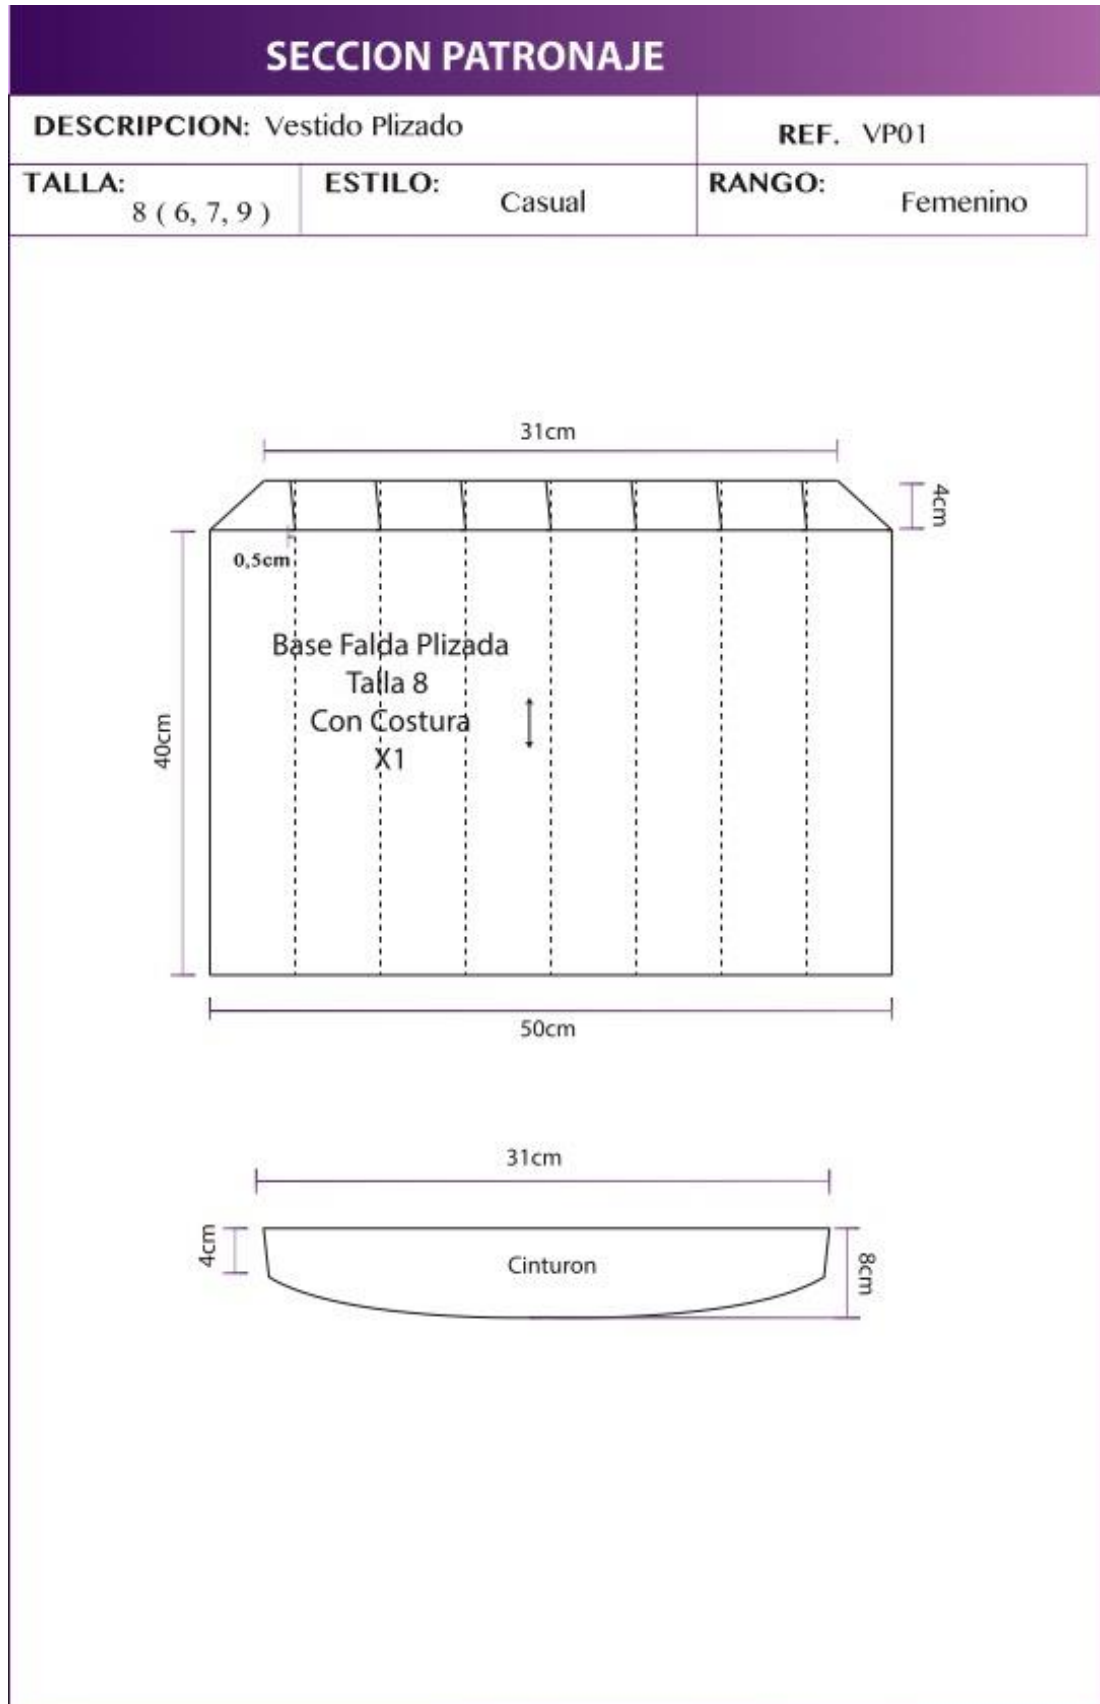 SECCION PATRONAJE
DESCRIPCION: Vestido Plizado
REF. VP01
TALLA:
8 ( 6, 7, 9 )
ESTILO:
Casual
RANGO:
Femenino
31cm
4cm
0,5cm
Base Falda Plizada
Talla 8
Con Costura
X1
40cm
50cm
31cm
4cm
Cinturon
8cm